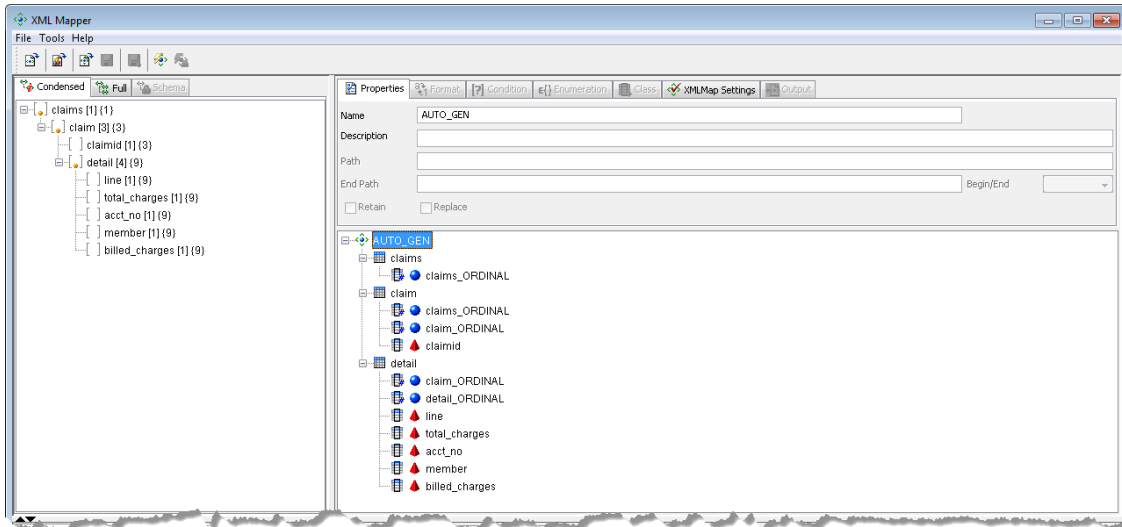 XML Mapper
File Tools Help
Condensed Full Schema
claims [1] {1}
claim [3] {3}
claimid [1] {3}
detail [4] {9}
line [1] {9}
total_charges [1] {9}
acct_no [1] {9}
member [1] {9}
billed_charges [1] {9}
Properties Format [?] Condition ε{} Enumeration Class XMLMap Settings Output
Name AUTO_GEN
Description
Path
End Path Begin/End
Retain Replace
AUTO_GEN
claims
claims_ORDINAL
claim
claims_ORDINAL
claim_ORDINAL
claimid
detail
claim_ORDINAL
detail_ORDINAL
line
total_charges
acct_no
member
billed_charges